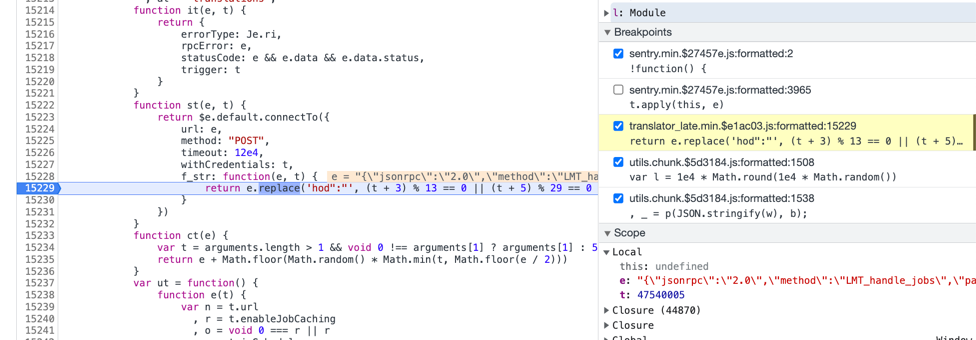 15214 function it(e, t) {
15215 return {
15216 errorType: Je.ri,
15217 rpcError: e,
15218 statusCode: e && e.data && e.data.status,
15219 trigger: t
15220 }
15221 }
15222 function st(e, t) {
15223 return $e.default.connectTo({
15224 url: e,
15225 method: "POST",
15226 timeout: 12e4,
15227 withCredentials: t,
15228 f_str: function(e, t) { e = "{\"jsonrpc\":\"2.0\",\"method\":\"LMT_ha
15229 return e.replace('hod":"', (t + 3) % 13 == 0 || (t + 5) % 29 == 0
15230 }
15231 })
15232 }
15233 function ct(e) {
15234 var t = arguments.length > 1 && void 0 !== arguments[1] ? arguments[1] : 5
15235 return e + Math.floor(Math.random() * Math.min(t, Math.floor(e / 2)))
15236 }
15237 var ut = function() {
15238 function e(t) {
15239 var n = t.url
15240 , r = t.enableJobCaching
15241 , o = void 0 === r || r
l: Module
Breakpoints
sentry.min.$27457e.js:formatted:2
!function() {
sentry.min.$27457e.js:formatted:3965
t.apply(this, e)
translator_late.min.$e1ac03.js:formatted:15229
return e.replace('hod":"', (t + 3) % 13 == 0 || (t + 5)…
utils.chunk.$5d3184.js:formatted:1508
var l = 1e4 * Math.round(1e4 * Math.random())
utils.chunk.$5d3184.js:formatted:1538
, _ = p(JSON.stringify(w), b);
Scope
Local
this: undefined
e: "{\"jsonrpc\":\"2.0\",\"method\":\"LMT_handle_jobs\",\"pa
t: 47540005
Closure (44870)
Closure
Global Window